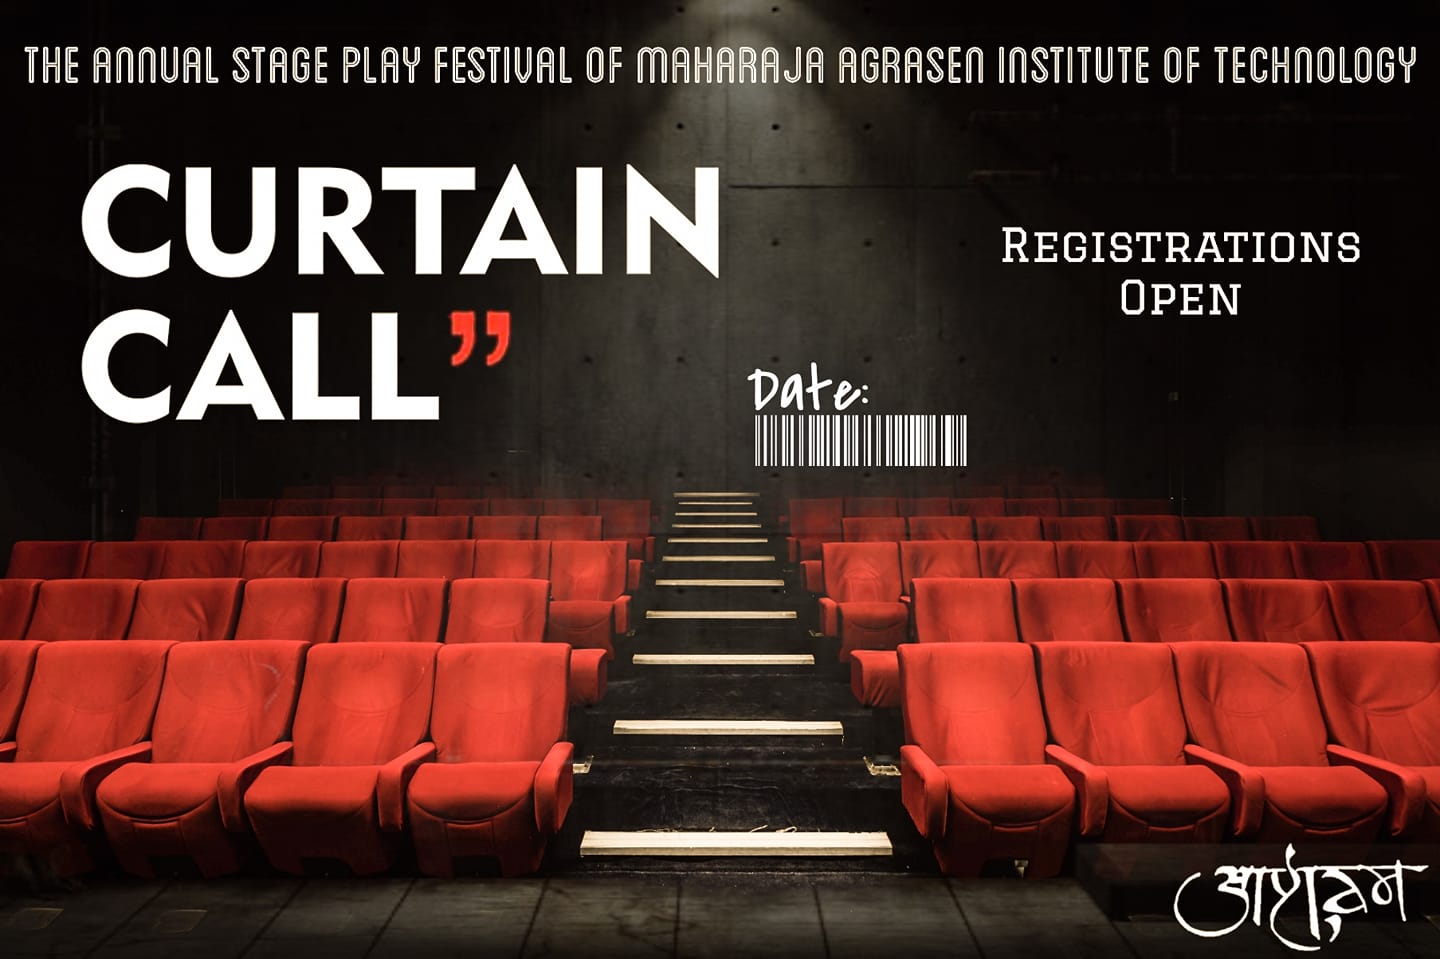 THE ANNUAL STAGE PLAY FESTIVAL OF MAHARAJA AGRASEN INSTITUTE OF TECHNOLOGY
CURTAIN
CALL”
REGISTRATIONS
OPEN
Date: